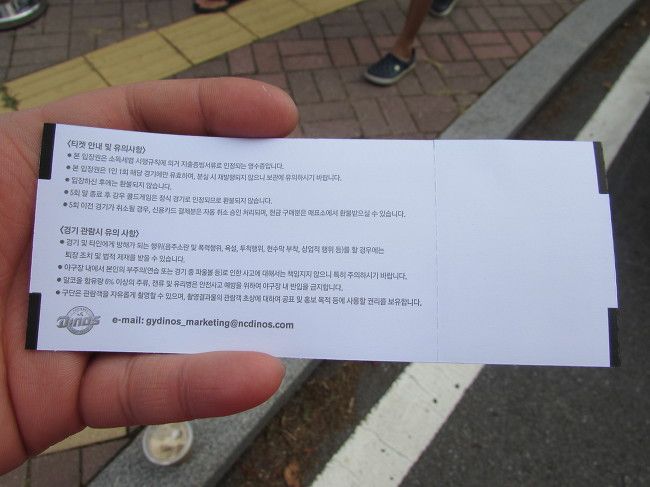 <티켓 안내 및 유의사항>
● 본 입장권은 소득세법 시행규칙에 의거 지출증빙서류로 인정되는 영수증입니다.
● 본 입장권은 1인 1회 해당 경기에만 유효하며, 분실 시 재발행되지 않으니 보관에 유의하시기 바랍니다.
● 입장하신 후에는 환불되지 않습니다.
● 5회 말 종료 후 강우 콜드게임은 정식 경기로 인정되므로 환불되지 않습니다.
● 5회 이전 경기가 취소될 경우, 신용카드 결제분은 자동 취소 승인 처리되며, 현금 구매분은 매표소에서 환불받으실 수 있습니다.
<경기 관람시 유의 사항>
● 경기 및 타인에게 방해가 되는 행위(음주소란 및 폭력행위, 욕설, 투척행위, 현수막 부착, 상업적 행위 등)를 할 경우에는
퇴장 조치 및 법적 제재를 받을 수 있습니다.
● 야구장 내에서 본인의 부주의(연습 또는 경기 중 파울볼 등)로 인한 사고에 대해서는 책임지지 않으니 특히 주의하시기 바랍니다.
● 알코올 함유량 6% 이상의 주류, 캔류 및 유리병은 안전사고 예방을 위하여 야구장 내 반입을 금지합니다.
● 구단은 관람객을 자유롭게 촬영할 수 있으며, 촬영결과물의 관람객 초상에 대하여 공표 및 홍보 목적 등에 사용할 권리를 보유합니다.
DINOS e-mail: gydinos_marketing@ncdinos.com